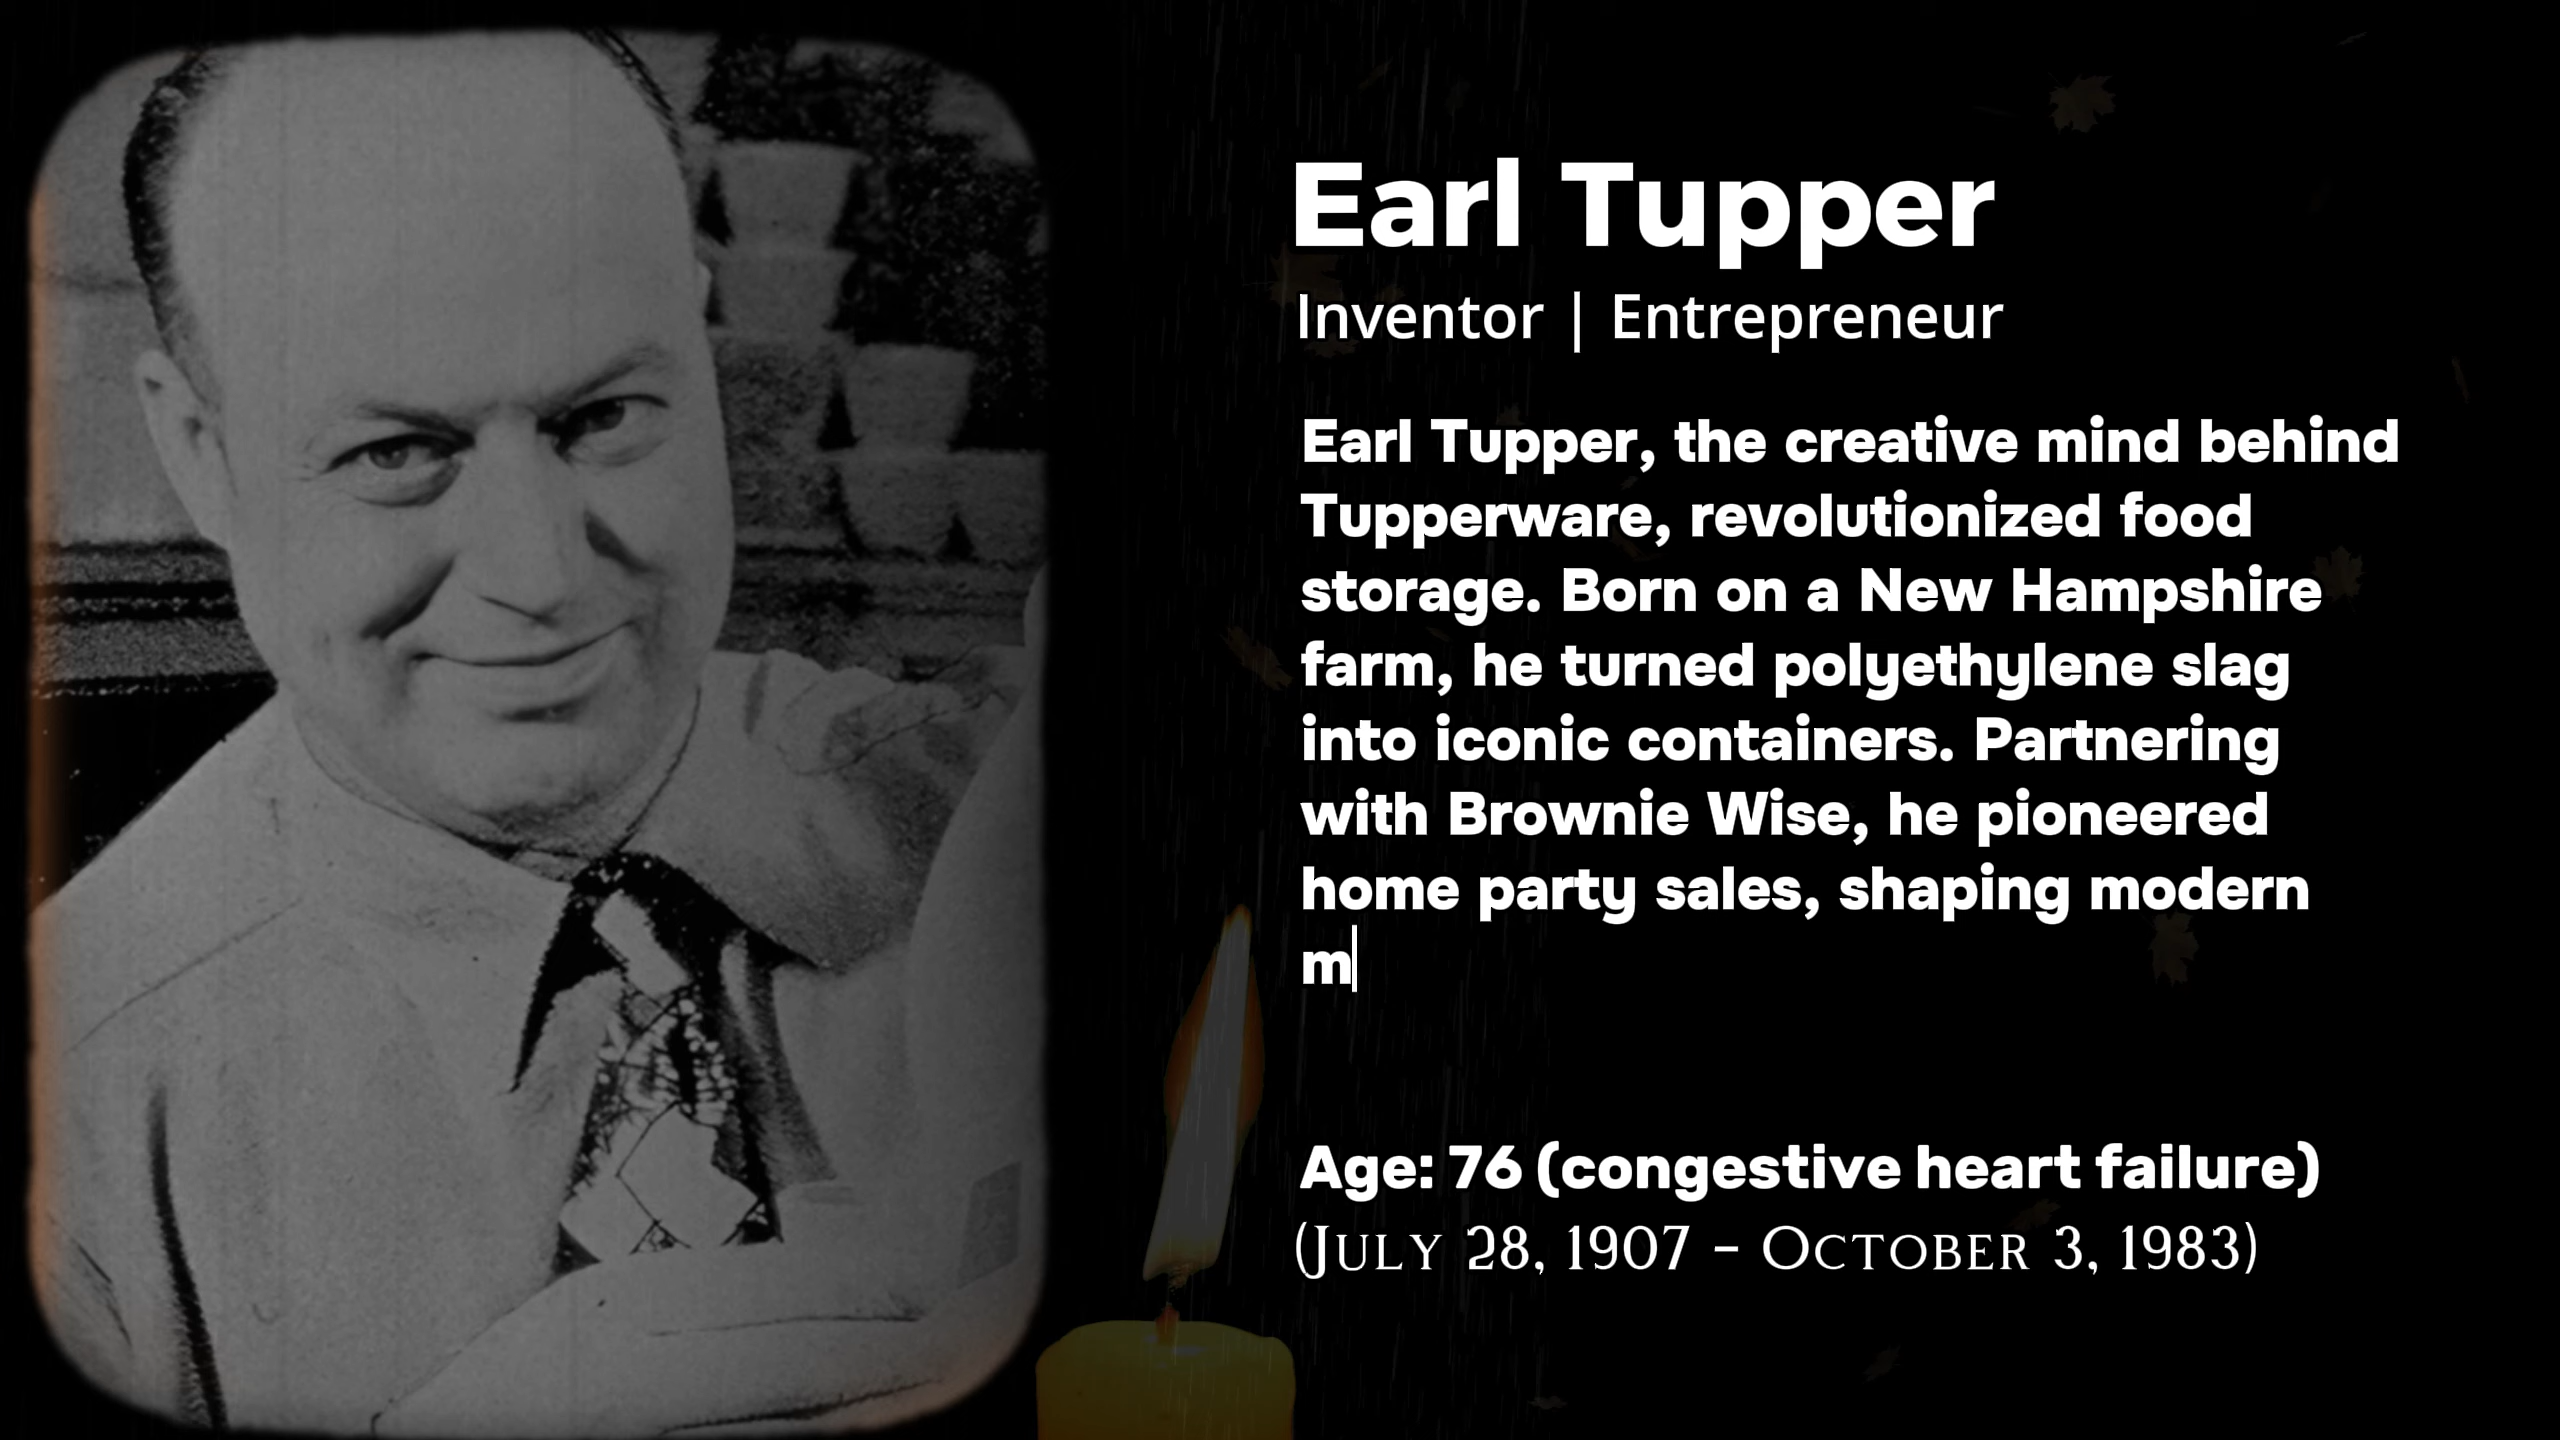 Earl Tupper
Inventor | Entrepreneur
Earl Tupper, the creative mind behind
Tupperware, revolutionized food
storage. Born on a New Hampshire
farm, he turned polyethylene slag
into iconic containers. Partnering
with Brownie Wise, he pioneered
home party sales, shaping modern
m
Age: 76 (congestive heart failure)
(July 28, 1907 – October 3, 1983)